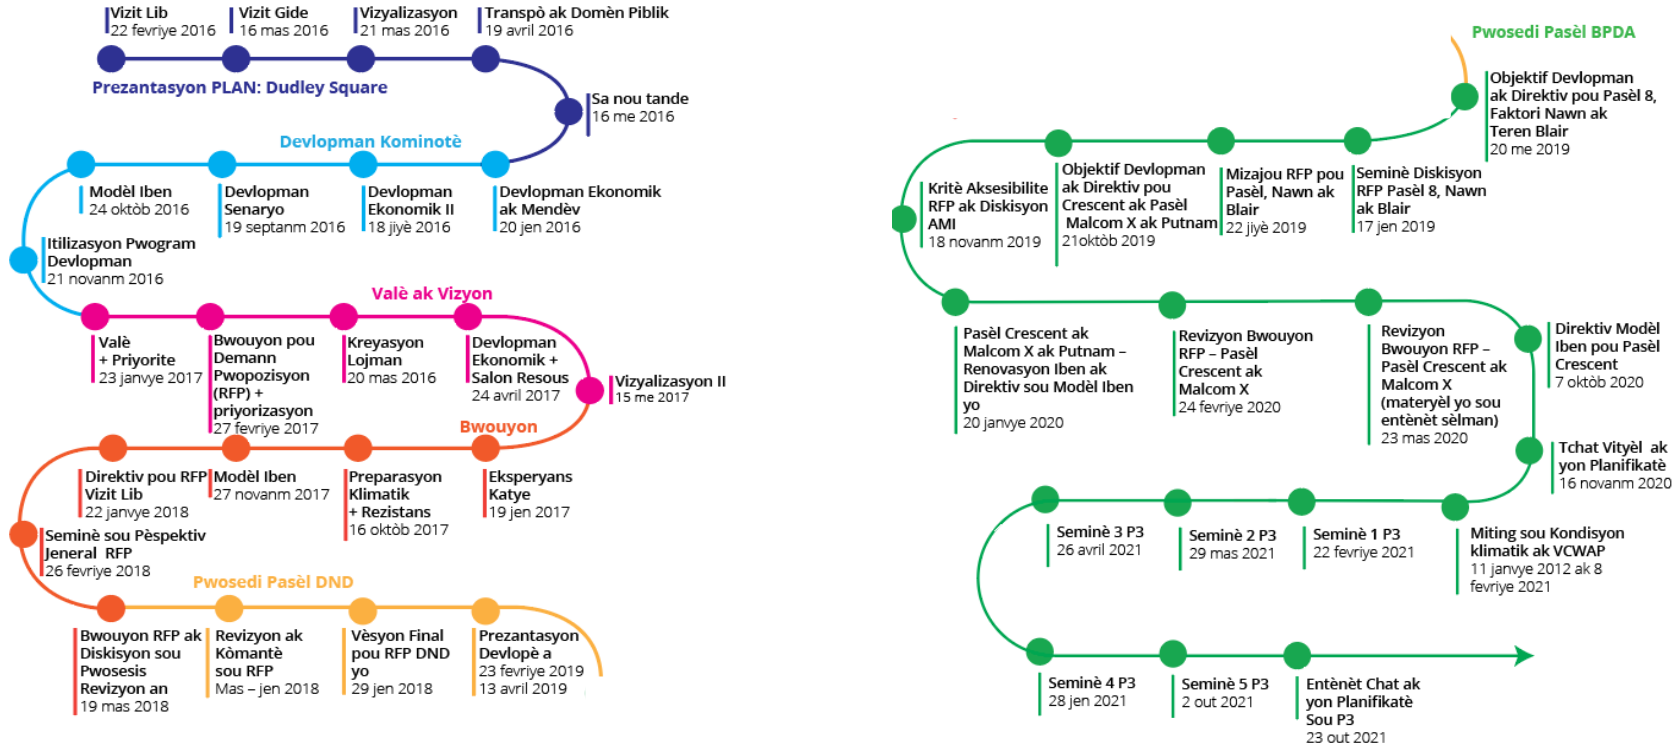 Vizit Lib
22 fevriye 2016
Vizit Gide
16 mas 2016
Vizyalizasyon
21 mas 2016
Transpò ak Domèn Piblik
19 avril 2016
Prezantasyon PLAN: Dudley Square
Sa nou tande
16 me 2016
Devlopman Kominotè
Devlopman Ekonomik
ak Mendèv
20 jen 2016
Devlopman
Ekonomik II
18 jiyè 2016
Devlopman
Senaryo
19 septanm 2016
Modèl Iben
24 oktòb 2016
Itilizasyon Pwogram
Devlopman
21 novanm 2016
Valè ak Vizyon
Valè
+ Priyorite
23 janvye 2017
Bwouyon pou
Demann
Pwopozisyon
(RFP) +
priyorizasyon
27 fevriye 2017
Kreyasyon
Lojman
20 mas 2016
Devlopman
Ekonomik +
Salon Resous
24 avril 2017
Vizyalizasyon II
15 me 2017
Bwouyon
Eksperyans
Katye
19 jen 2017
Preparasyon
Klimatik
+ Rezistans
16 oktòb 2017
Modèl Iben
27 novanm 2017
Direktiv pou RFP
Vizit Lib
22 janvye 2018
Seminè sou Pèspektiv
Jeneral  RFP
26 fevriye 2018
Pwosedi Pasèl DND
Bwouyon RFP ak
Diskisyon sou
Pwosesis
Revizyon an
19 mas 2018
Revizyon ak
Kòmantè
sou RFP
Mas – jen 2018
Vèsyon Final
pou RFP DND
yo
29 jen 2018
Prezantasyon
Devlopè a
23 fevriye 2019
13 avril 2019
Pwosedi Pasèl BPDA
Objektif Devlopman
ak Direktiv pou Pasèl 8,
Faktori Nawn ak
Teren Blair
20 me 2019
Seminè Diskisyon
RFP Pasèl 8, Nawn
ak Blair
17 jen 2019
Mizajou RFP pou
Pasèl, Nawn ak
Blair
22 jiyè 2019
Objektif Devlopman
ak Direktiv pou
Crescent ak Pasèl
Malcom X ak Putnam
21oktòb 2019
Kritè Aksesibilite
RFP ak Diskisyon
AMI
18 novanm 2019
Pasèl Crescent ak
Malcom X ak Putnam –
Renovasyon Iben ak
Direktiv sou Modèl Iben
yo
20 janvye 2020
Revizyon Bwouyon
RFP – Pasèl
Crescent ak
Malcom X
24 fevriye 2020
Revizyon
Bwouyon RFP –
Pasèl Crescent ak
Malcom X
(materyèl yo sou
entènèt sèlman)
23 mas 2020
Direktiv Modèl
Iben pou Pasèl
Crescent
7 oktòb 2020
Tchat Vityèl  ak
yon Planifikatè
16 novanm 2020
Miting sou Kondisyon
klimatik ak VCWAP
11 janvye 2012 ak 8
fevriye 2021
Seminè 1 P3
22 fevriye 2021
Seminè 2 P3
29 mas 2021
Seminè 3 P3
26 avril 2021
Seminè 4 P3
28 jen 2021
Seminè 5 P3
2 out 2021
Entènèt Chat ak
yon Planifikatè
Sou P3
23 out 2021